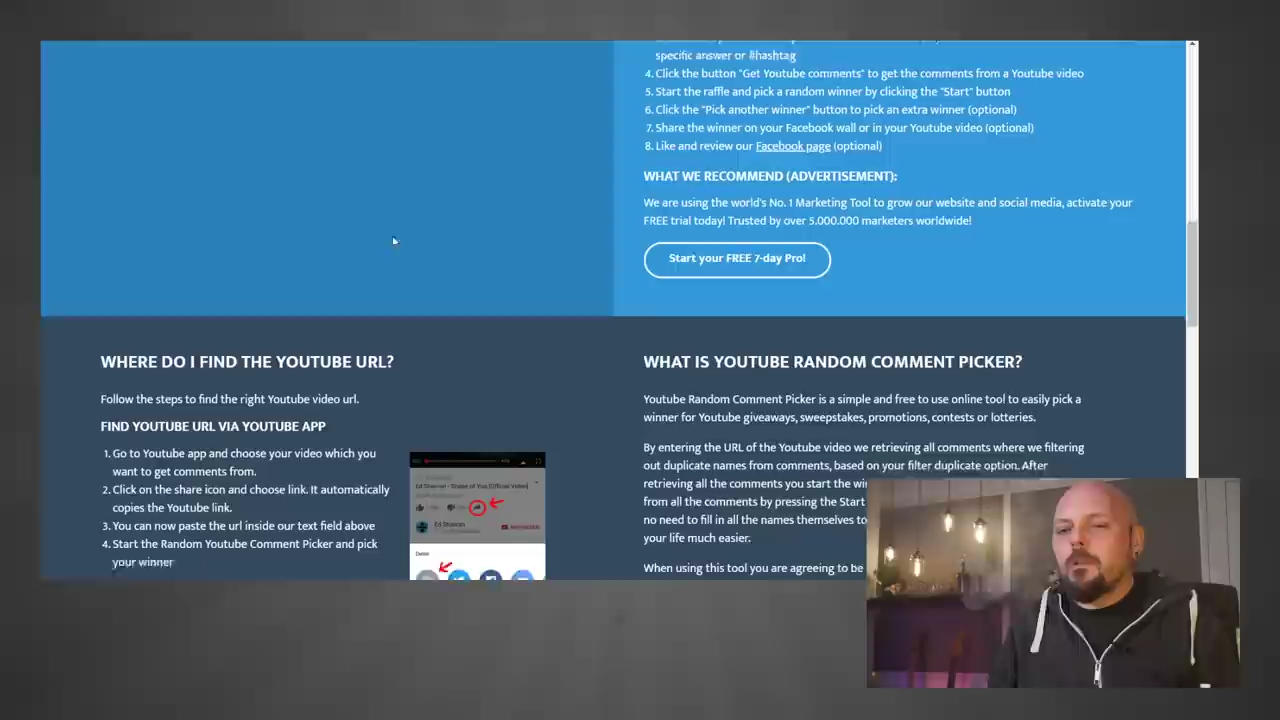 specific answer or #hashtag
4. Click the button "Get Youtube comments" to get the comments from a Youtube video
5. Start the raffle and pick a random winner by clicking the "Start" button
6. Click the "Pick another winner" button to pick an extra winner (optional)
7. Share the winner on your Facebook wall or in your Youtube video (optional)
8. Like and review our Facebook page (optional)
WHAT WE RECOMMEND (ADVERTISEMENT):
We are using the world's No. 1 Marketing Tool to grow our website and social media, activate your
FREE trial today! Trusted by over 5.000.000 marketers worldwide!
Start your FREE 7-day Pro!
WHERE DO I FIND THE YOUTUBE URL?
Follow the steps to find the right Youtube video url.
FIND YOUTUBE URL VIA YOUTUBE APP
1. Go to Youtube app and choose your video which you
want to get comments from.
2. Click on the share icon and choose link. It automatically
copies the Youtube link.
3. You can now paste the url inside our text field above
4. Start the Random Youtube Comment Picker and pick
your winner
Ed Sheeran - Shape of You [Official Video]
Ed Sheeran
Delen
WHAT IS YOUTUBE RANDOM COMMENT PICKER?
Youtube Random Comment Picker is a simple and free to use online tool to easily pick a
winner for Youtube giveaways, sweepstakes, promotions, contests or lotteries.
By entering the URL of the Youtube video we retrieving all comments where we filtering
out duplicate names from comments, based on your filter duplicate option. After
retrieving all the comments you start the
from all the comments by pressing the Start
no need to fill in all the names themselves to
your life much easier.
When using this tool you are agreeing to be